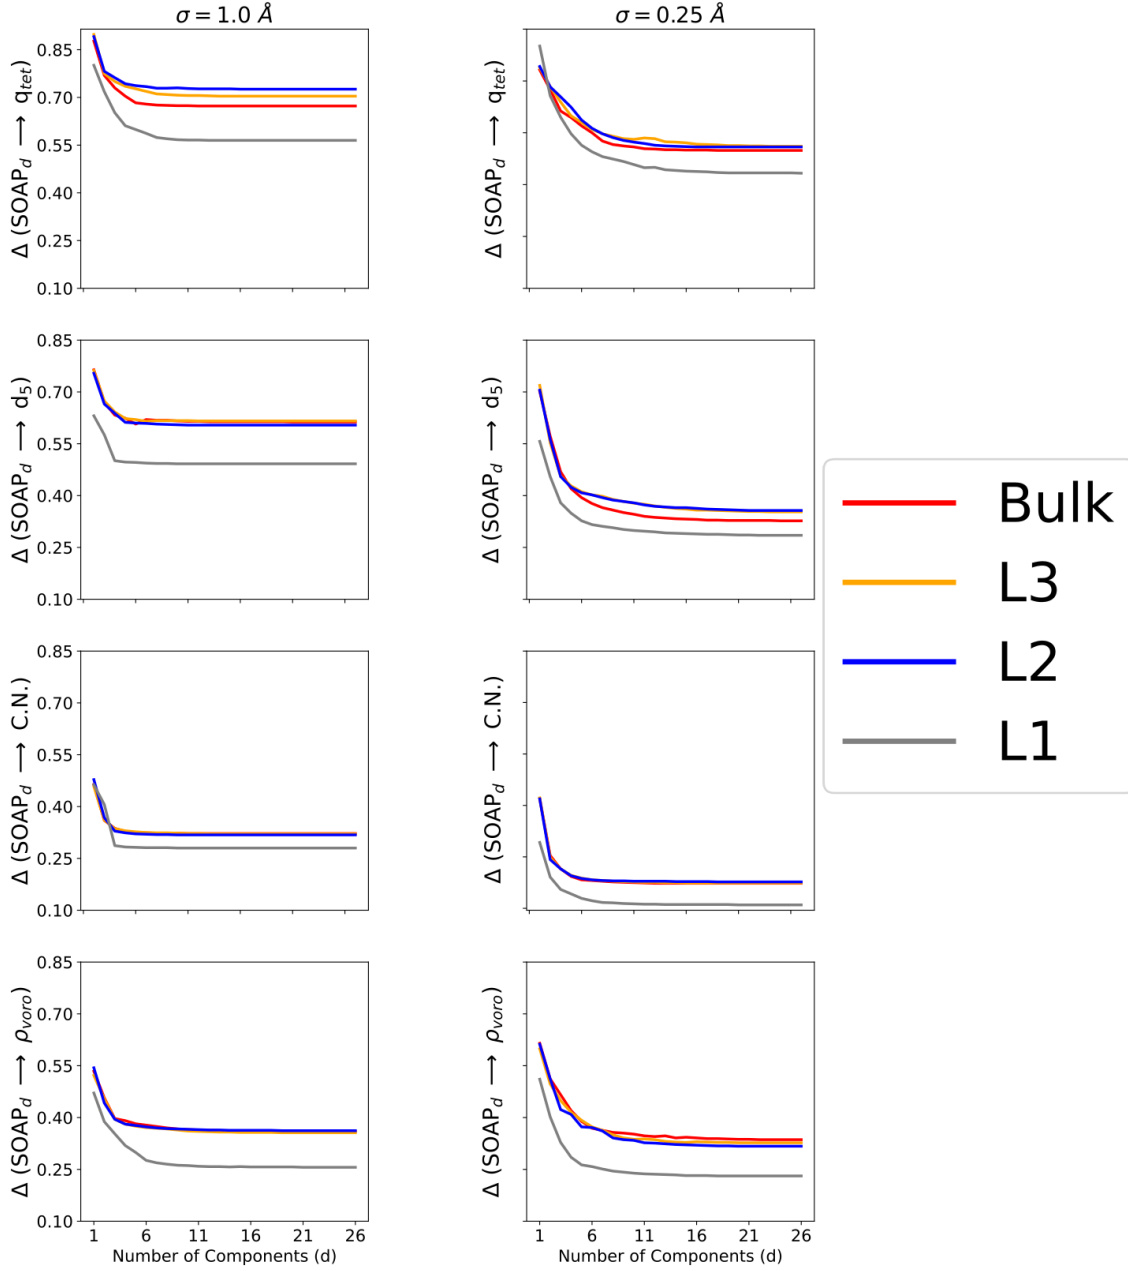 σ = 1.0 Å
σ = 0.25 Å
Δ (SOAP_d ⟶ q_tet)
0.85
0.70
0.55
0.40
0.25
0.10
Δ (SOAP_d ⟶ q_tet)
Δ (SOAP_d ⟶ d_5)
0.85
0.70
0.55
0.40
0.25
0.10
Δ (SOAP_d ⟶ d_5)
Δ (SOAP_d ⟶ C.N.)
0.85
0.70
0.55
0.40
0.25
0.10
Δ (SOAP_d ⟶ C.N.)
Δ (SOAP_d ⟶ ρ_voro)
0.85
0.70
0.55
0.40
0.25
0.10
1 6 11 16 21 26
Number of Components (d)
Δ (SOAP_d ⟶ ρ_voro)
1 6 11 16 21 26
Number of Components (d)
Bulk
L3
L2
L1